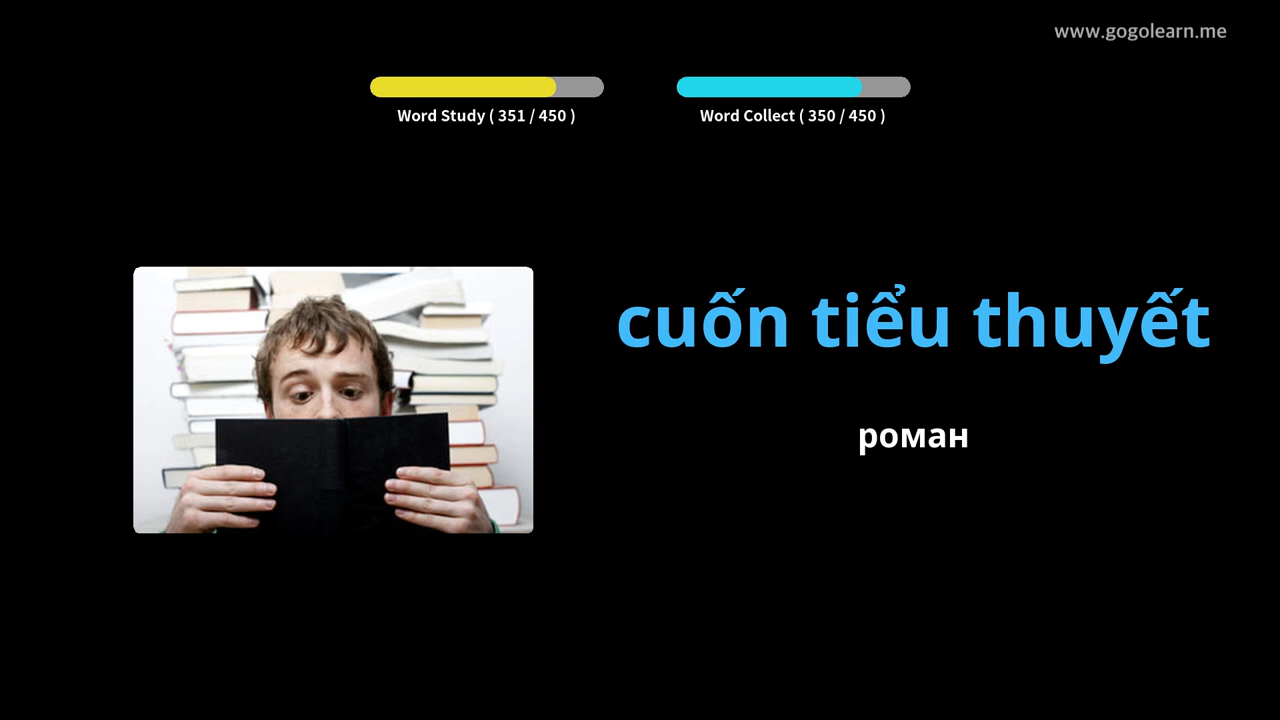 www.gogolearn.me
Word Study ( 351 / 450 )
Word Collect ( 350 / 450 )
cuốn tiểu thuyết
роман